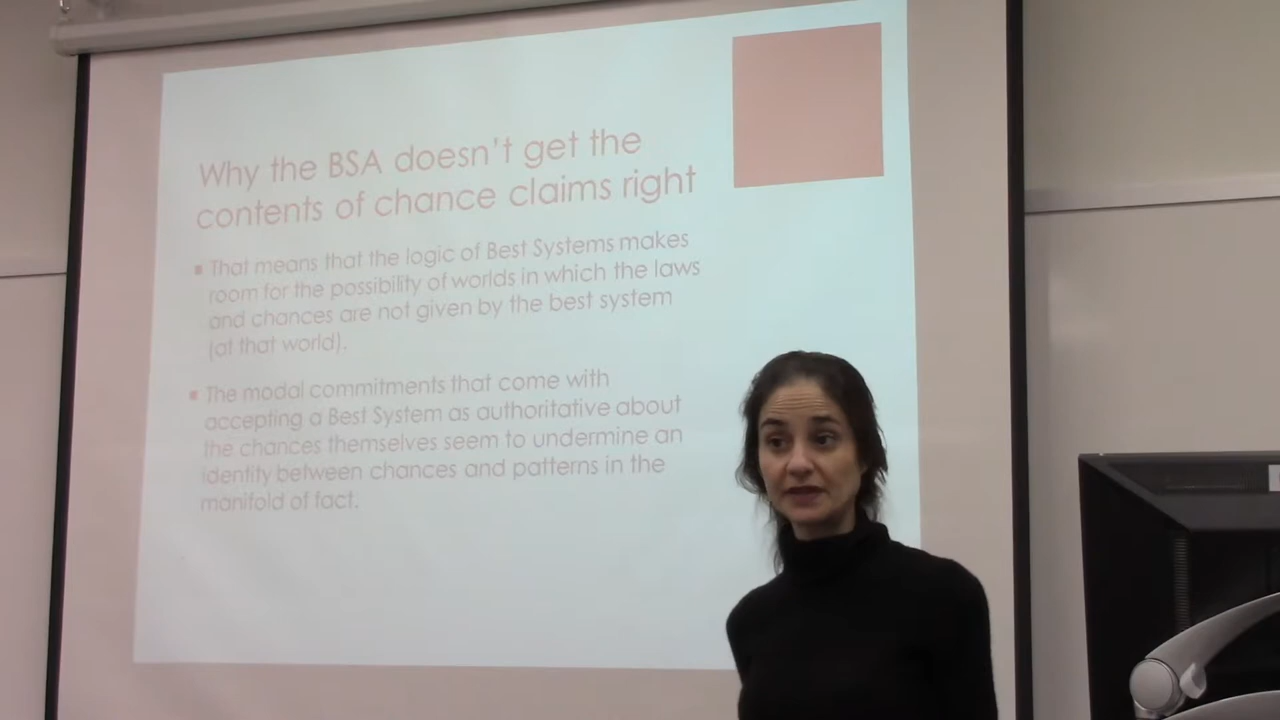 Why the BSA doesn't get the
contents of chance claims right
▪ That means that the logic of Best Systems makes
room for the possibility of worlds in which the laws
and chances are not given by the best system
(at that world).
▪ The modal commitments that come with
accepting a Best System as authoritative about
the chances themselves seem to undermine an
identity between chances and patterns in the
manifold of fact.